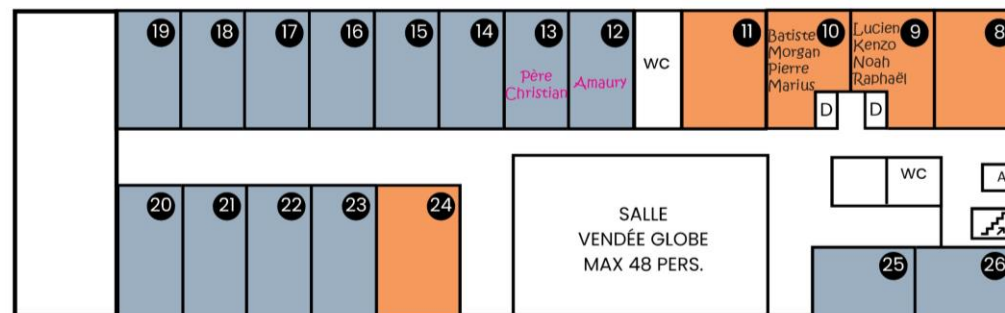 19
18
17
16
15
14
13
Père
Christian
12
Amaury
WC
11
10
Batiste
Morgan
Pierre
Marius
D
9
Lucien
Kenzo
Noah
Raphaël
D
8
20
21
22
23
24
SALLE
VENDÉE GLOBE
MAX 48 PERS.
WC
A
25
26